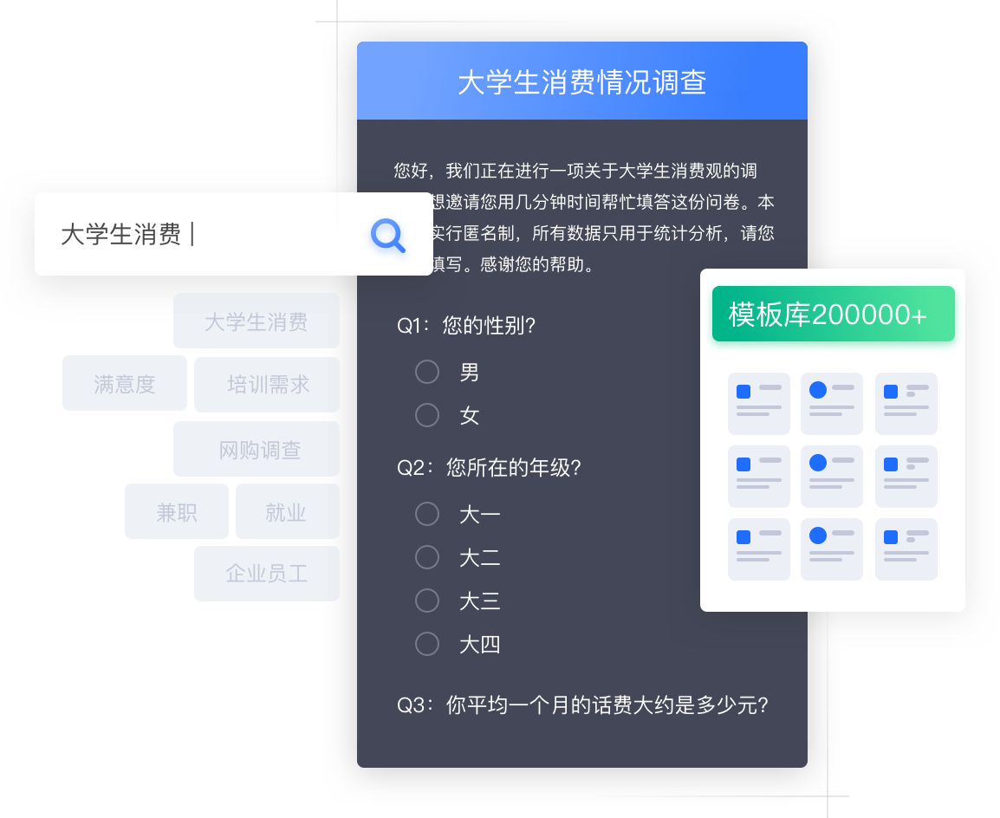 大学生消费情况调查
您好，我们正在进行一项关于大学生消费观的调
想邀请您用几分钟时间帮忙填答这份问卷。本
实行匿名制，所有数据只用于统计分析，请您
填写。感谢您的帮助。
大学生消费
大学生消费
满意度
培训需求
网购调查
兼职
就业
企业员工
Q1：您的性别?
男
女
Q2：您所在的年级?
大一
大二
大三
大四
Q3：你平均一个月的话费大约是多少元?
模板库200000+